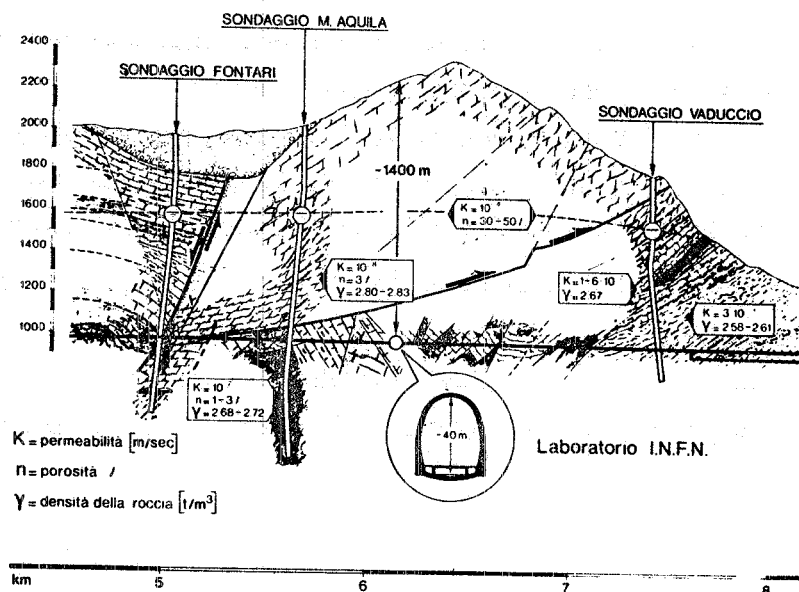 SONDAGGIO M. AQUILA
SONDAGGIO FONTARI
SONDAGGIO VADUCCIO
2400
2200
2000
1800
1600
1400
1200
1000
~1400 m
K = 10
n = 30-50 /
K = 10
n = 3 /
γ = 2.80-2.83
K = 1-6·10
γ = 2.67
K = 3 10
γ = 2.58-2.61
K = 10
n = 1-3 /
γ = 2.68-2.72
~40 m
Laboratorio I.N.F.N.
K = permeabilità [m/sec]
n = porosità /
γ = densità della roccia [t/m³]
km 5 6 7 8